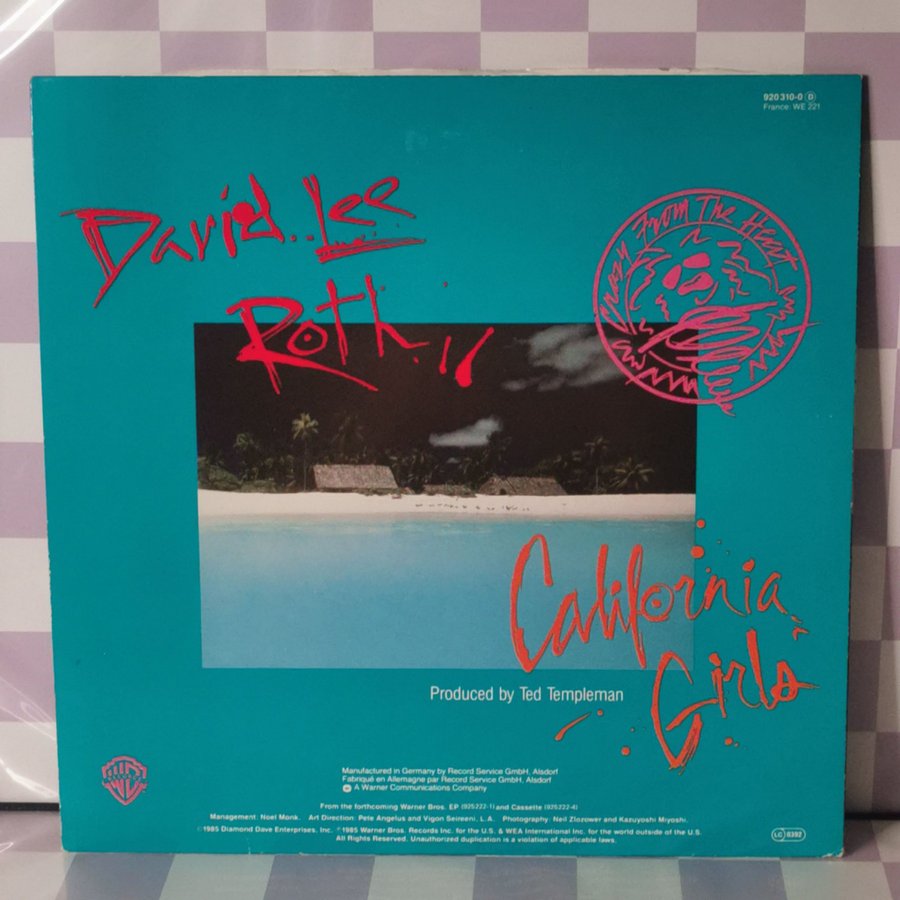 920 310-0 D
France: WE 221
David Lee
Roth
Crazy From The Heat
California
Girls
Produced by Ted Templeman
Manufactured in Germany by Record Service GmbH, Alsdorf
Fabriqué en Allemagne par Record Service GmbH, Alsdorf
A Warner Communications Company
From the forthcoming Warner Bros. EP (925222-1) and Cassette (925222-4)
Management: Noel Monk. Art Direction: Pete Angelus and Vigon Seireeni, L.A. Photography: Neil Zlozower and Kazuyoshi Miyoshi.
©1985 Diamond Dave Enterprises, Inc. ℗1985 Warner Bros. Records Inc. for the U.S. & WEA International Inc. for the world outside of the U.S.
All Rights Reserved. Unauthorized duplication is a violation of applicable laws.
LC 0392